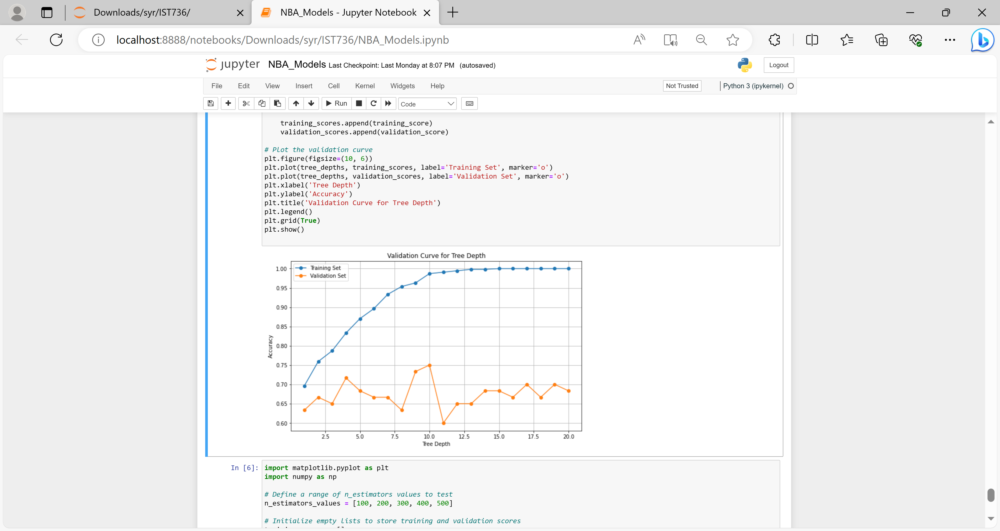 Downloads/syr/IST736/
NBA_Models - Jupyter Notebook
localhost:8888/notebooks/Downloads/syr/IST736/NBA_Models.ipynb
jupyter NBA_Models Last Checkpoint: Last Monday at 8:07 PM (autosaved)
Logout
File Edit View Insert Cell Kernel Widgets Help
Not Trusted
Python 3 (ipykernel)
Run
Code
training_scores.append(training_score)
validation_scores.append(validation_score)
# Plot the validation curve
plt.figure(figsize=(10, 6))
plt.plot(tree_depths, training_scores, label='Training Set', marker='o')
plt.plot(tree_depths, validation_scores, label='Validation Set', marker='o')
plt.xlabel('Tree Depth')
plt.ylabel('Accuracy')
plt.title('Validation Curve for Tree Depth')
plt.legend()
plt.grid(True)
plt.show()
Validation Curve for Tree Depth
Training Set
Validation Set
1.00
0.95
0.90
0.85
0.80
0.75
0.70
0.65
0.60
Accuracy
2.5 5.0 7.5 10.0 12.5 15.0 17.5 20.0
Tree Depth
In [6]:
import matplotlib.pyplot as plt
import numpy as np
# Define a range of n_estimators values to test
n_estimators_values = [100, 200, 300, 400, 500]
# Initialize empty lists to store training and validation scores